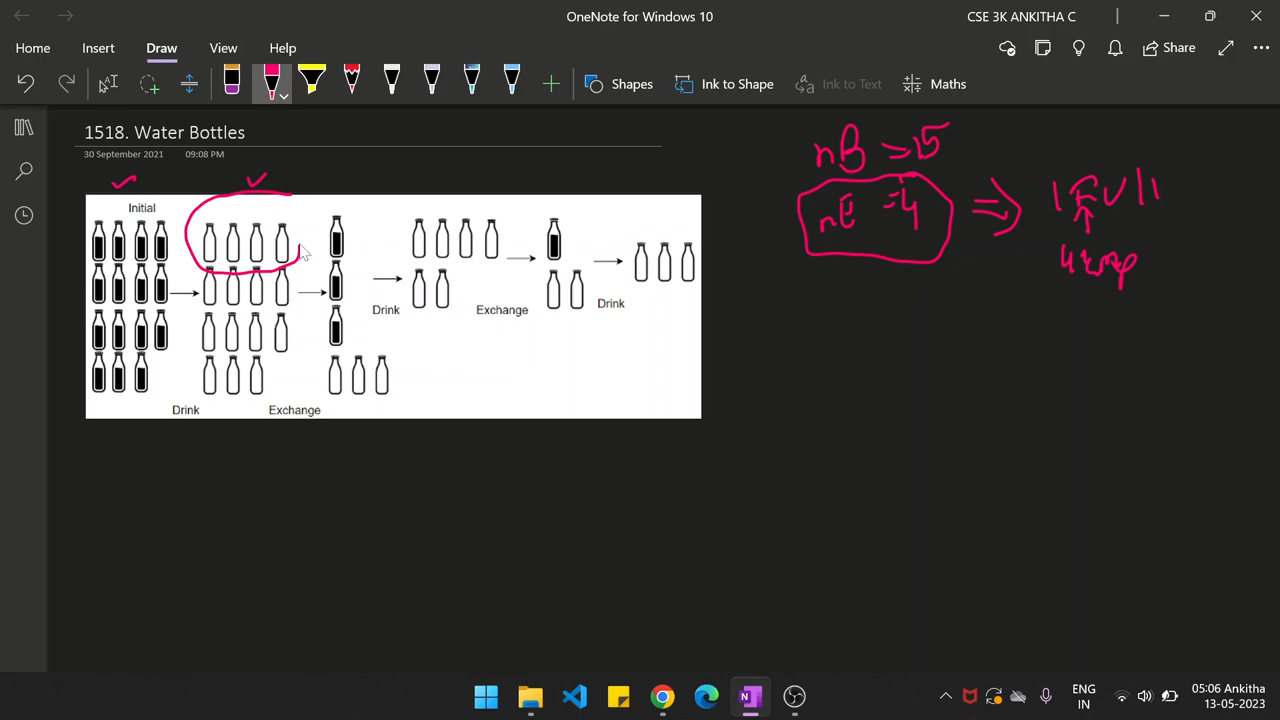 OneNote for Windows 10
CSE 3K ANKITHA C
Home Insert Draw View Help
Share
Shapes
Ink to Shape
Ink to Text
Maths
1518. Water Bottles
30 September 2021 09:08 PM
nB = 15
nE = 4 => 1 Full
Initial
Drink
Exchange
Drink
Drink
Exchange
ENG
IN
05:06 Ankitha
13-05-2023